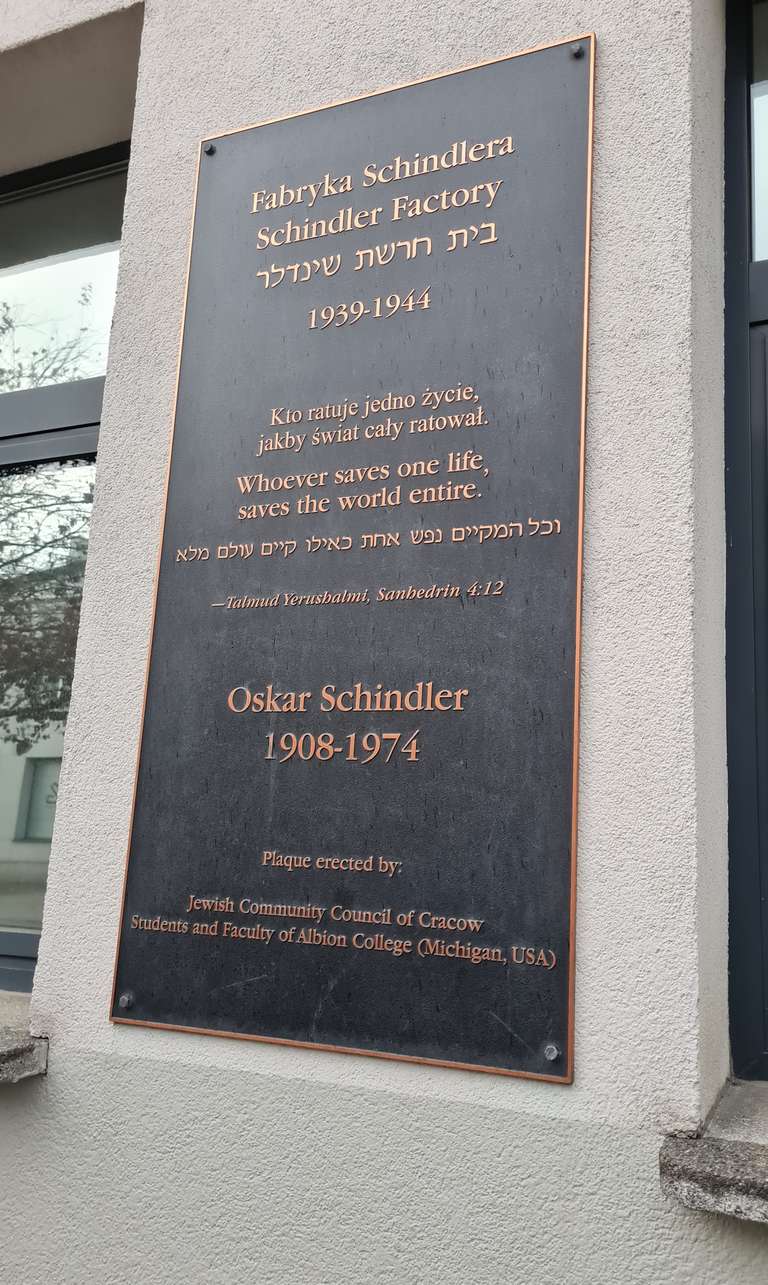 Fabryka Schindlera
Schindler Factory
בית חרשת שינדלר
1939-1944
Kto ratuje jedno życie,
jakby świat cały ratował.
Whoever saves one life,
saves the world entire.
וכל המקיים נפש אחת כאילו קיים עולם מלא
—Talmud Yerushalmi, Sanhedrin 4:12
Oskar Schindler
1908-1974
Plaque erected by:
Jewish Community Council of Cracow
Students and Faculty of Albion College (Michigan, USA)